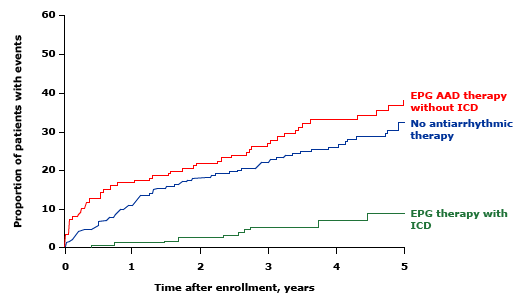 60
50
40
30
20
10
0
Proportion of patients with events
EPG AAD therapy
without ICD
No antiarrhythmic
therapy
EPG therapy with
ICD
0 1 2 3 4 5
Time after enrollment, years